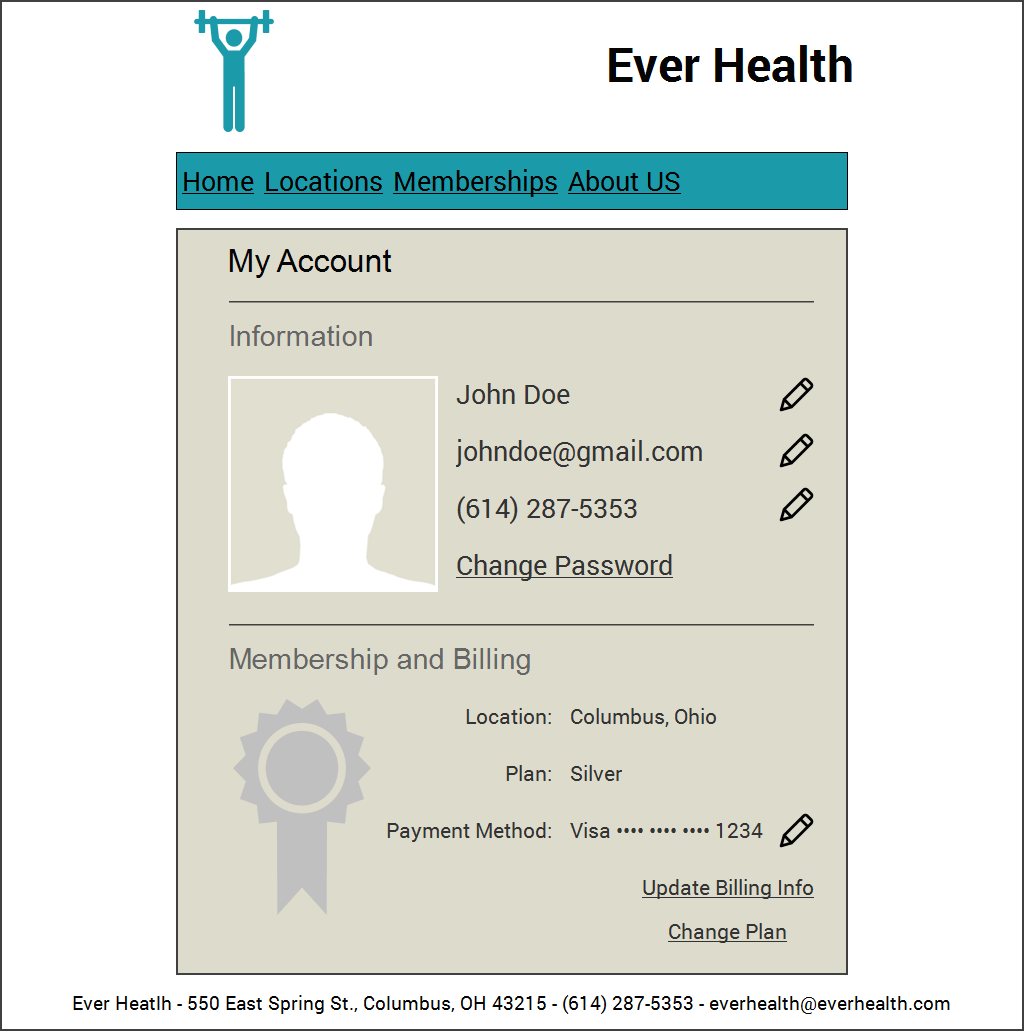 Ever Health
Home Locations Memberships About US
My Account
Information
John Doe
johndoe@gmail.com
(614) 287-5353
Change Password
Membership and Billing
Location: Columbus, Ohio
Plan: Silver
Payment Method: Visa •••• •••• •••• 1234
Update Billing Info
Change Plan
Ever Heatlh - 550 East Spring St., Columbus, OH 43215 - (614) 287-5353 - everhealth@everhealth.com